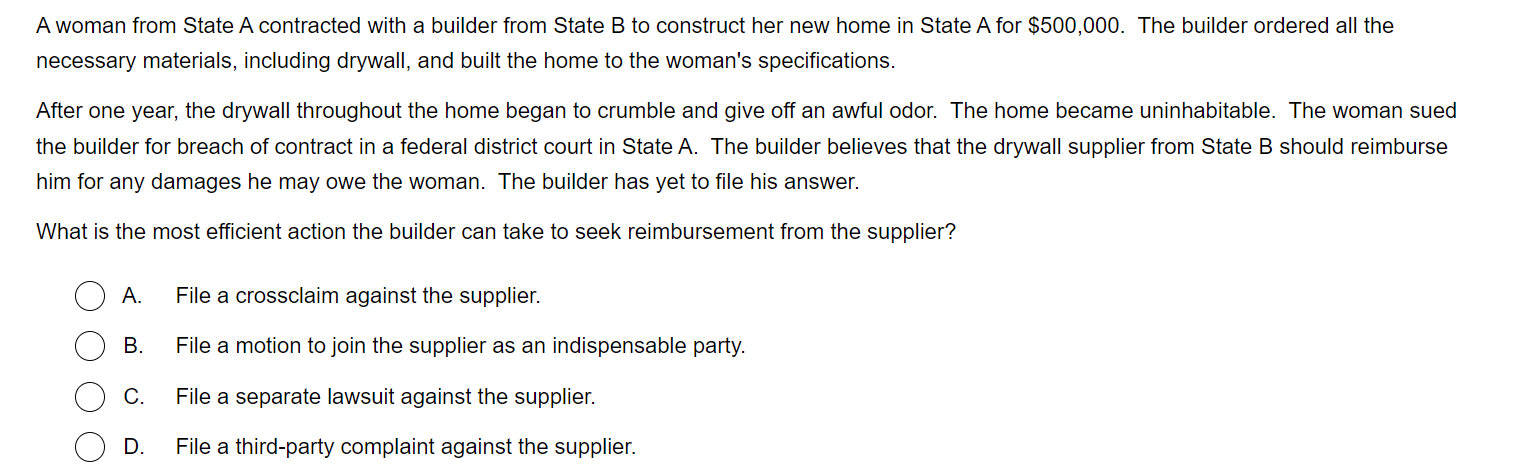 A woman from State A contracted with a builder from State B to construct her new home in State A for $500,000.  The builder ordered all the
necessary materials, including drywall, and built the home to the woman's specifications.
After one year, the drywall throughout the home began to crumble and give off an awful odor.  The home became uninhabitable.  The woman sued
the builder for breach of contract in a federal district court in State A.  The builder believes that the drywall supplier from State B should reimburse
him for any damages he may owe the woman.  The builder has yet to file his answer.
What is the most efficient action the builder can take to seek reimbursement from the supplier?
A. File a crossclaim against the supplier.
B. File a motion to join the supplier as an indispensable party.
C. File a separate lawsuit against the supplier.
D. File a third-party complaint against the supplier.